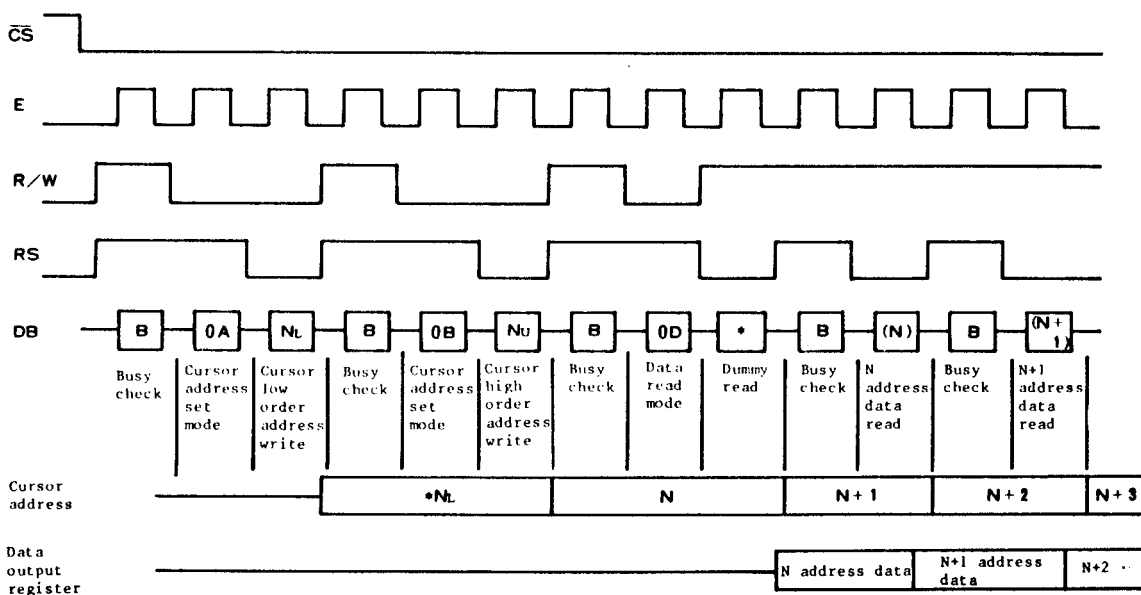 CS
E
R/W
RS
DB
B
0A
NL
B
0B
NU
B
0D
*
B
(N)
B
(N+
1)
Busy
check
Cursor
address
set
mode
Cursor
low
order
address
write
Busy
check
Cursor
address
set
mode
Cursor
high
order
address
write
Busy
check
Data
read
mode
Dummy
read
Busy
check
N
address
data
read
Busy
check
N+1
address
data
read
Cursor
address
*NL
N
N+1
N+2
N+3
Data
output
register
N address data
N+1 address
data
N+2 ··